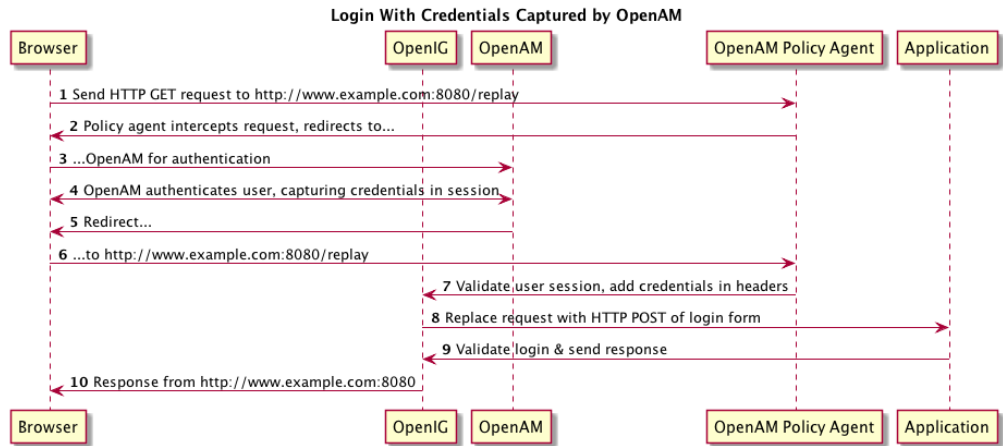 Login With Credentials Captured by OpenAM
Browser OpenIG OpenAM OpenAM Policy Agent Application
1 Send HTTP GET request to http://www.example.com:8080/replay
2 Policy agent intercepts request, redirects to...
3 ...OpenAM for authentication
4 OpenAM authenticates user, capturing credentials in session
5 Redirect...
6 ...to http://www.example.com:8080/replay
7 Validate user session, add credentials in headers
8 Replace request with HTTP POST of login form
9 Validate login & send response
10 Response from http://www.example.com:8080
Browser OpenIG OpenAM OpenAM Policy Agent Application